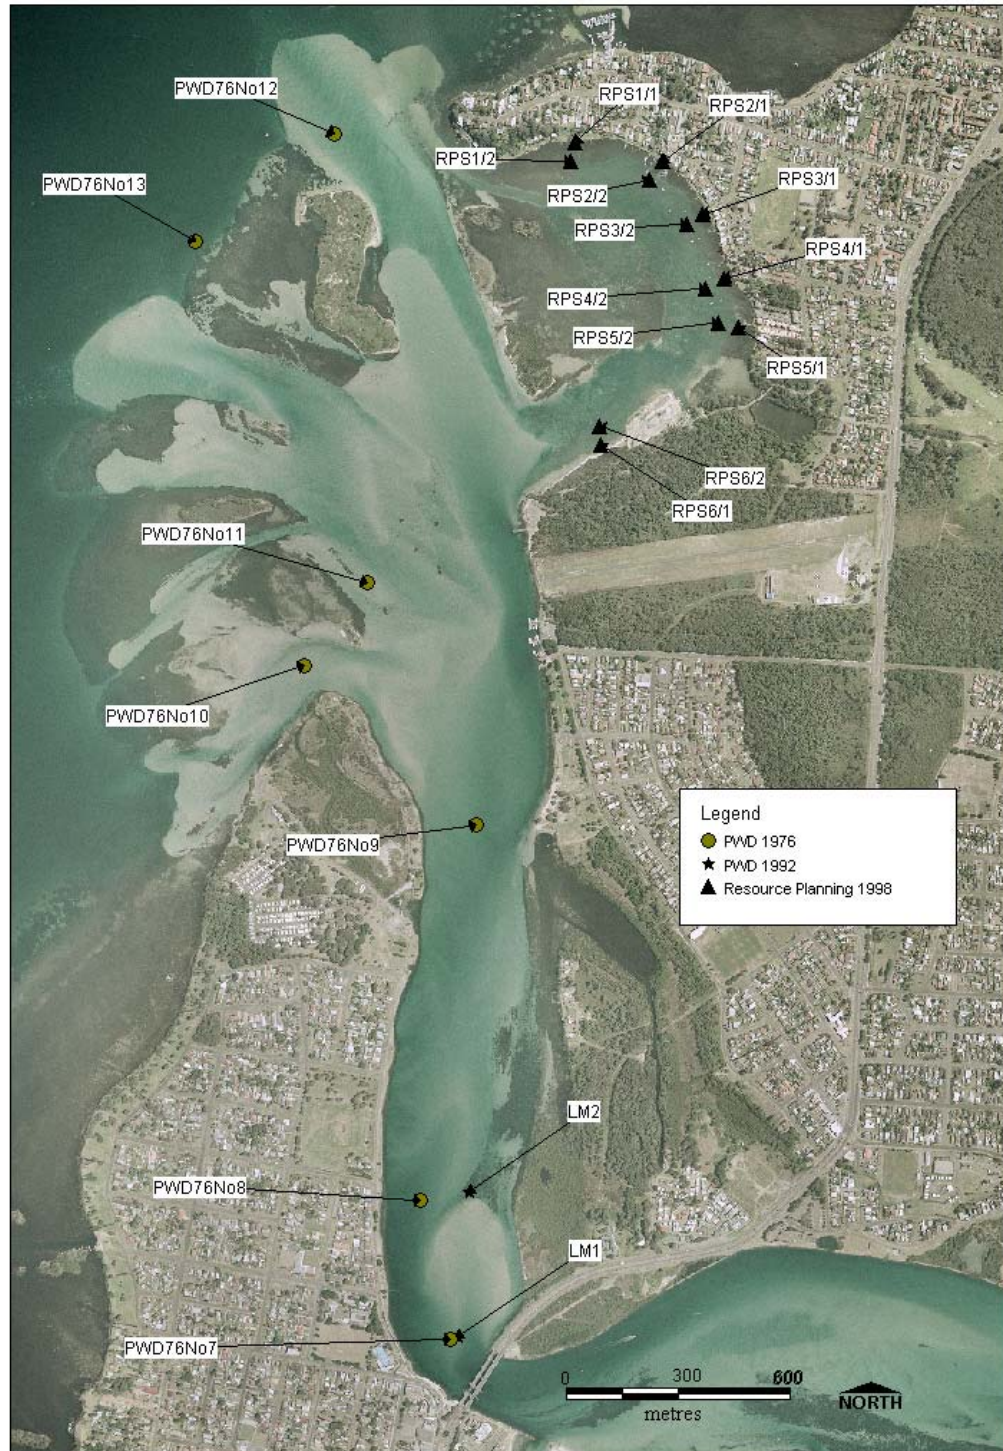 PWD76No12
RPS1/1
RPS2/1
RPS1/2
PWD76No13
RPS2/2
RPS3/1
RPS3/2
RPS4/1
RPS4/2
RPS5/2
RPS5/1
RPS6/2
RPS6/1
PWD76No11
PWD76No10
Legend
PWD 1976
PWD 1992
Resource Planning 1998
PWD76No9
LM2
PWD76No8
LM1
PWD76No7
0 300 600
metres
NORTH